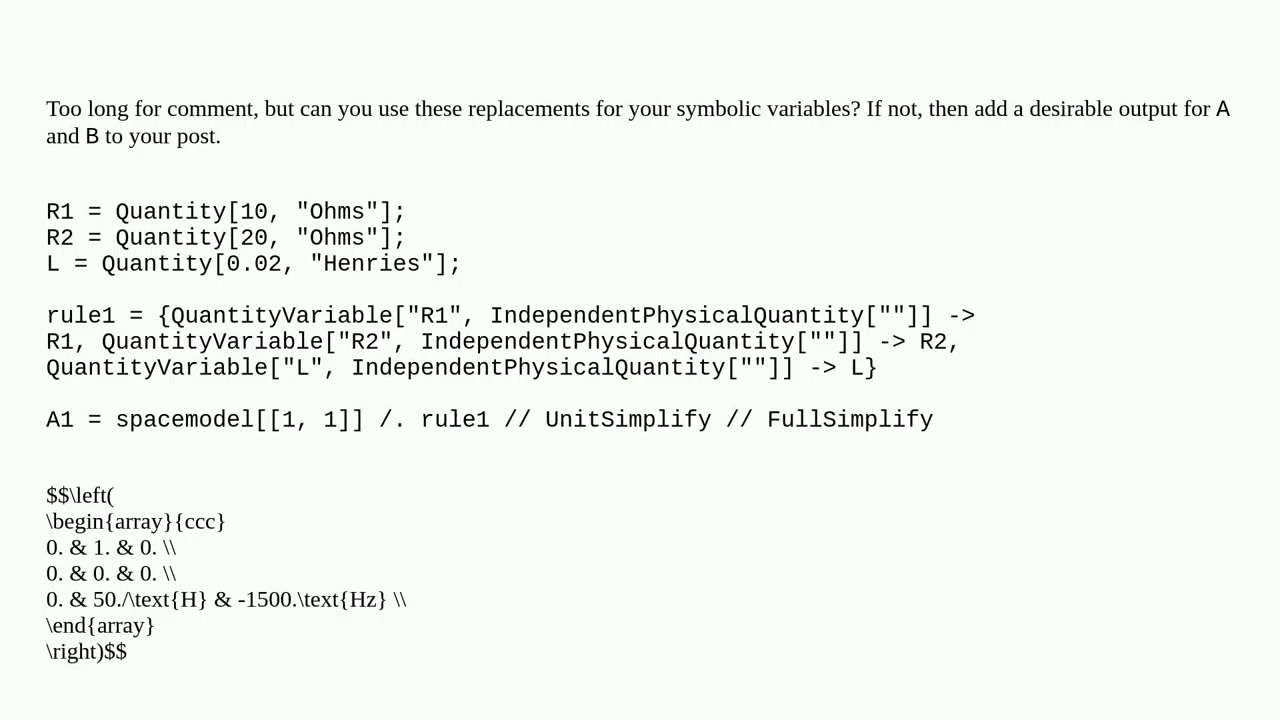 Too long for comment, but can you use these replacements for your symbolic variables? If not, then add a desirable output for A
and B to your post.
R1 = Quantity[10, "Ohms"];
R2 = Quantity[20, "Ohms"];
L = Quantity[0.02, "Henries"];
rule1 = {QuantityVariable["R1", IndependentPhysicalQuantity[""]] ->
R1, QuantityVariable["R2", IndependentPhysicalQuantity[""]] -> R2,
QuantityVariable["L", IndependentPhysicalQuantity[""]] -> L}
A1 = spacemodel[[1, 1]] /. rule1 // UnitSimplify // FullSimplify
$$\left(
\begin{array}{ccc}
0. & 1. & 0. \\
0. & 0. & 0. \\
0. & 50./\text{H} & -1500.\text{Hz} \\
\end{array}
\right)$$